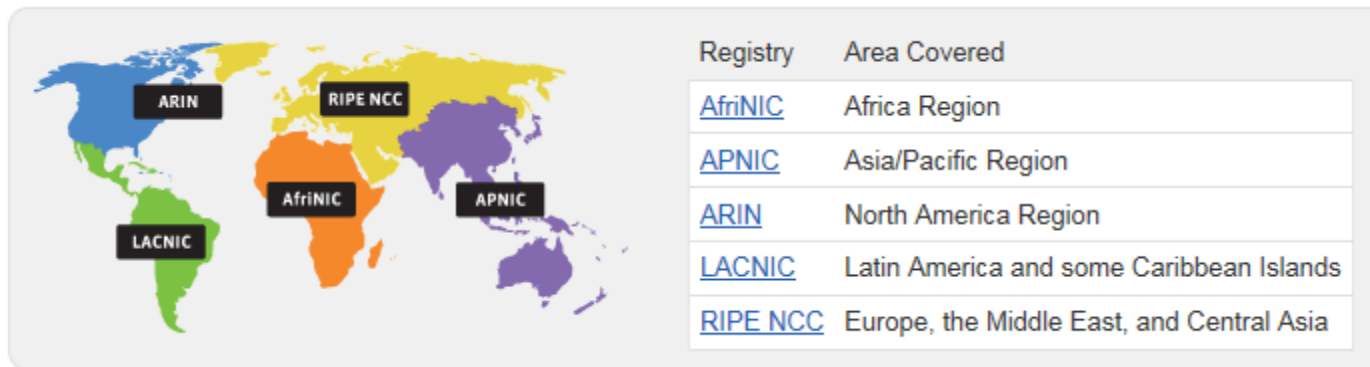 ARIN
RIPE NCC
AfriNIC
APNIC
LACNIC
Registry Area Covered
AfriNIC Africa Region
APNIC Asia/Pacific Region
ARIN North America Region
LACNIC Latin America and some Caribbean Islands
RIPE NCC Europe, the Middle East, and Central Asia